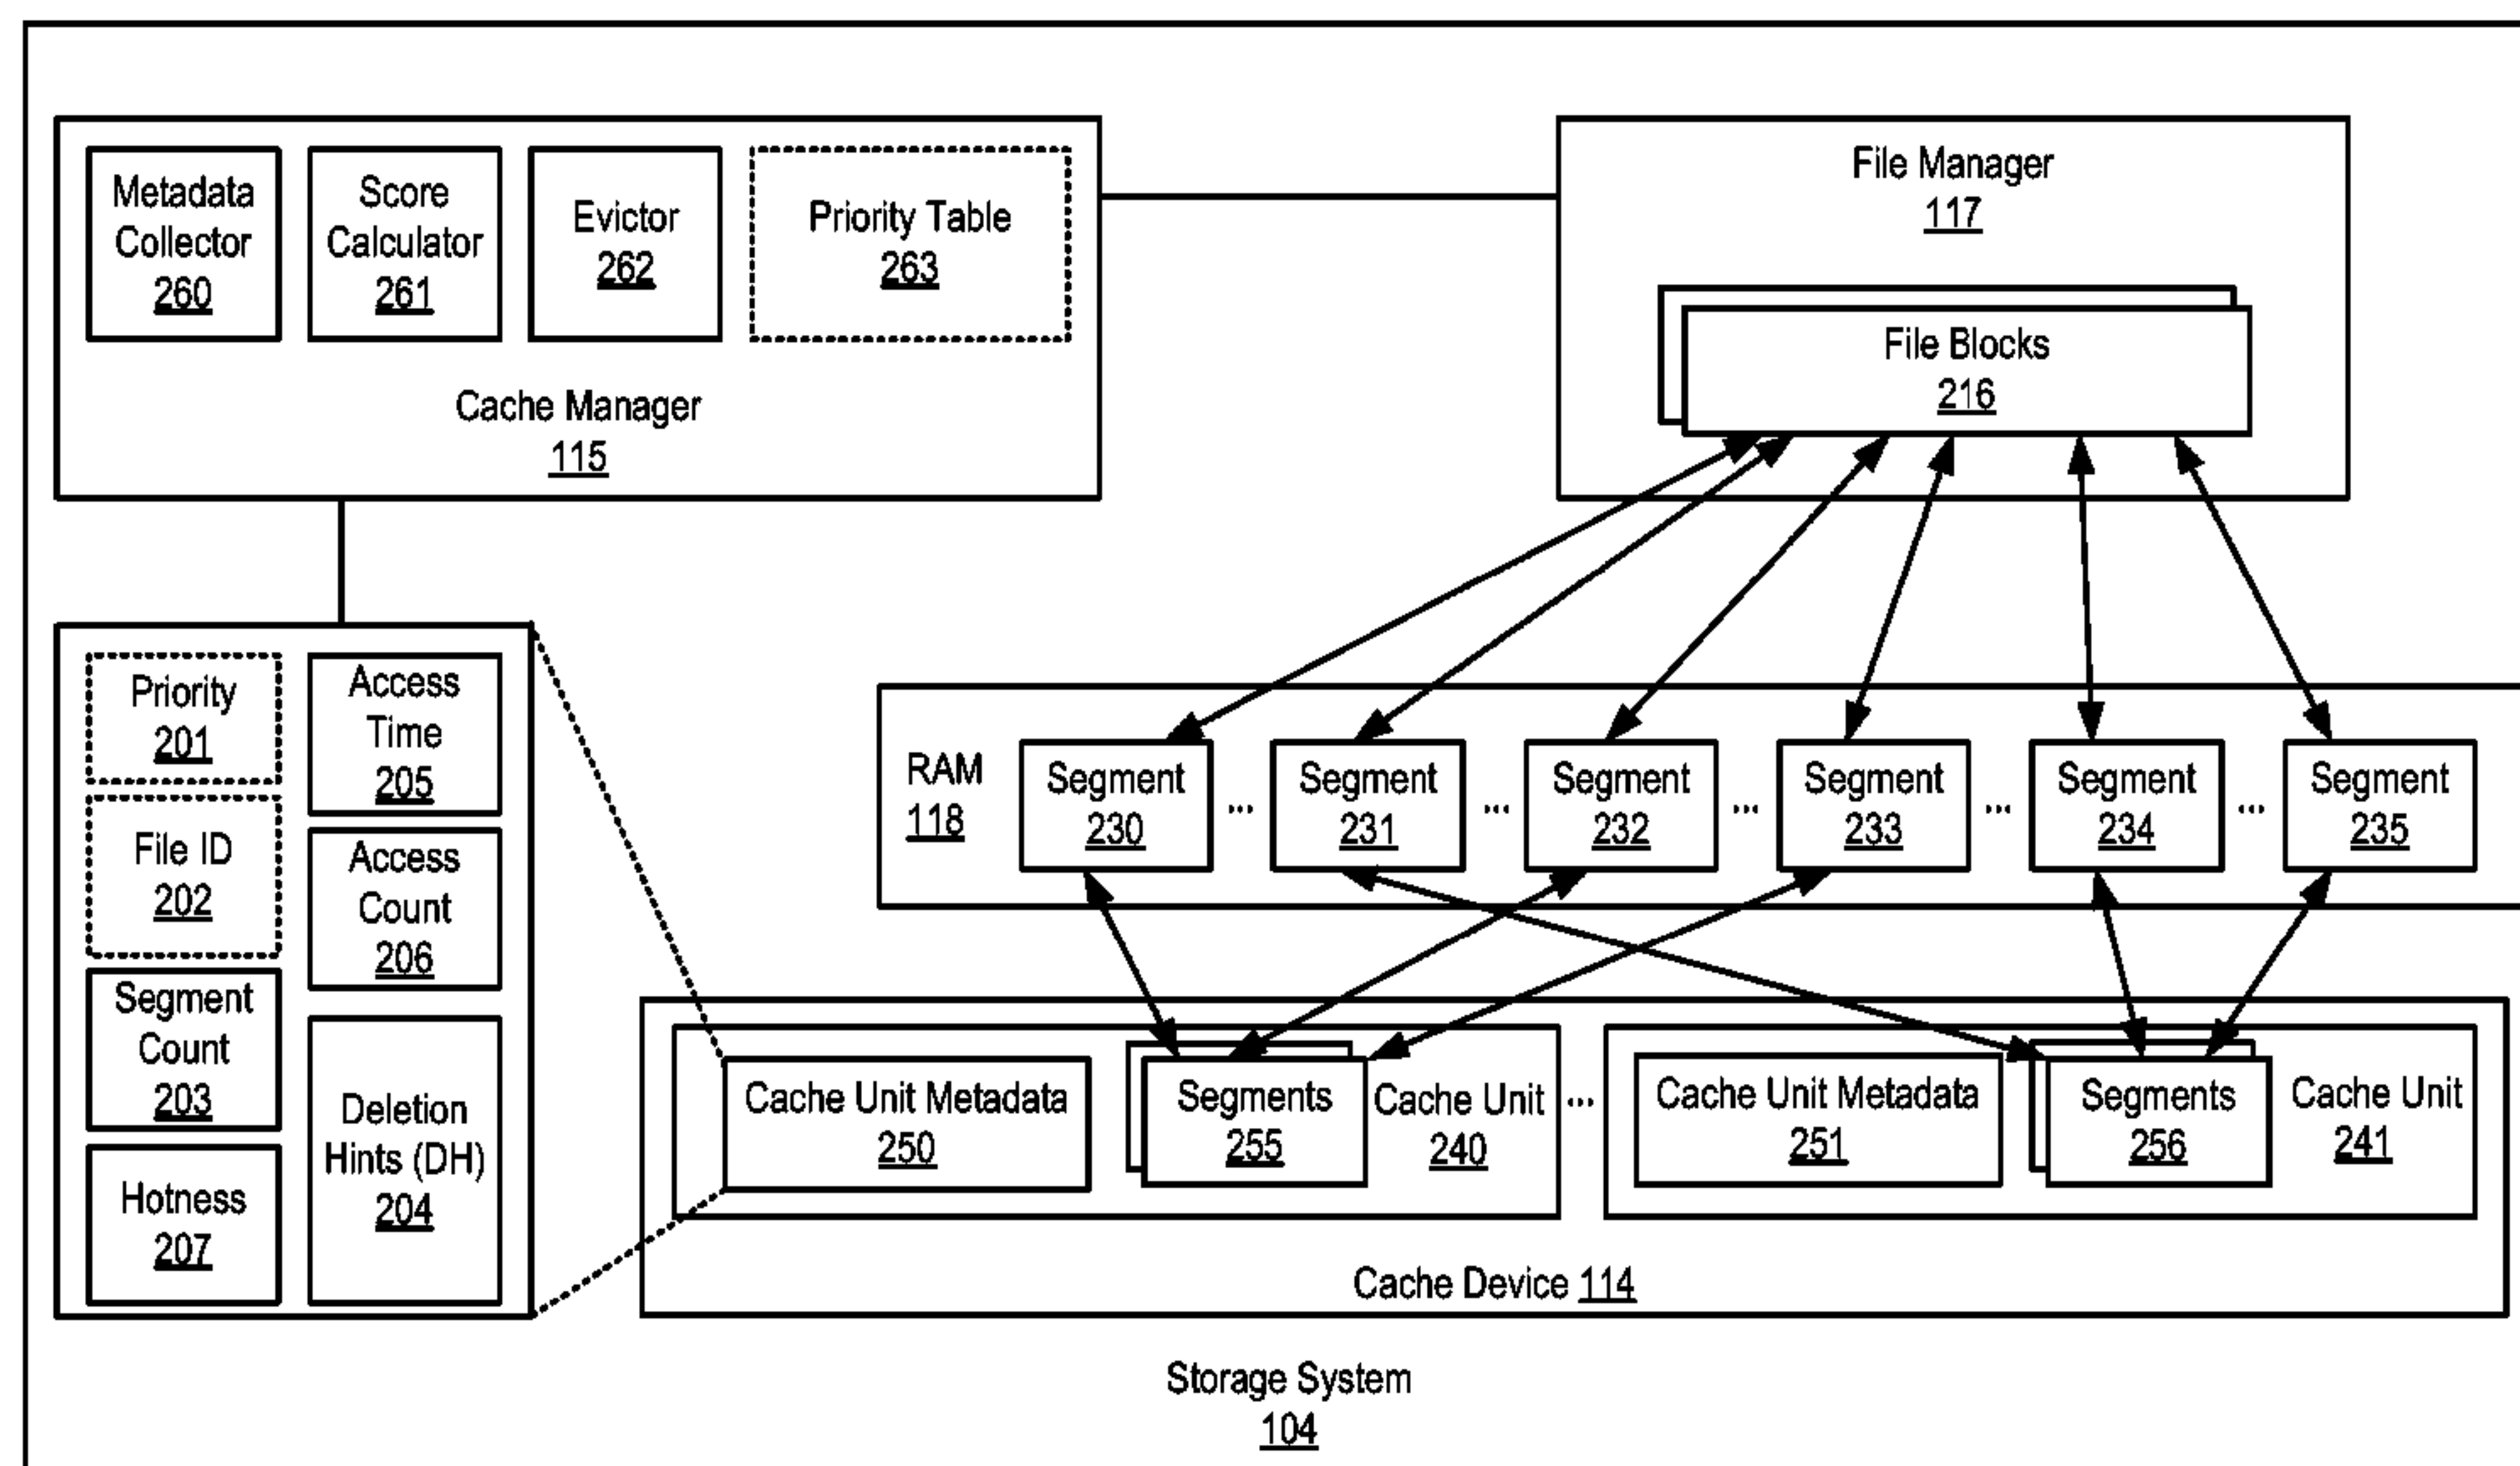 Metadata
Collector
260
Score
Calculator
261
Evictor
262
Priority Table
263
Cache Manager
115
File Manager
117
File Blocks
216
Priority
201
File ID
202
Segment
Count
203
Hotness
207
Access
Time
205
Access
Count
206
Deletion
Hints (DH)
204
RAM
118
Segment
230
...
Segment
231
...
Segment
232
...
Segment
233
...
Segment
234
...
Segment
235
Cache Unit Metadata
250
Segments
255
Cache Unit
240
...
Cache Unit Metadata
251
Segments
256
Cache Unit
241
Cache Device 114
Storage System
104